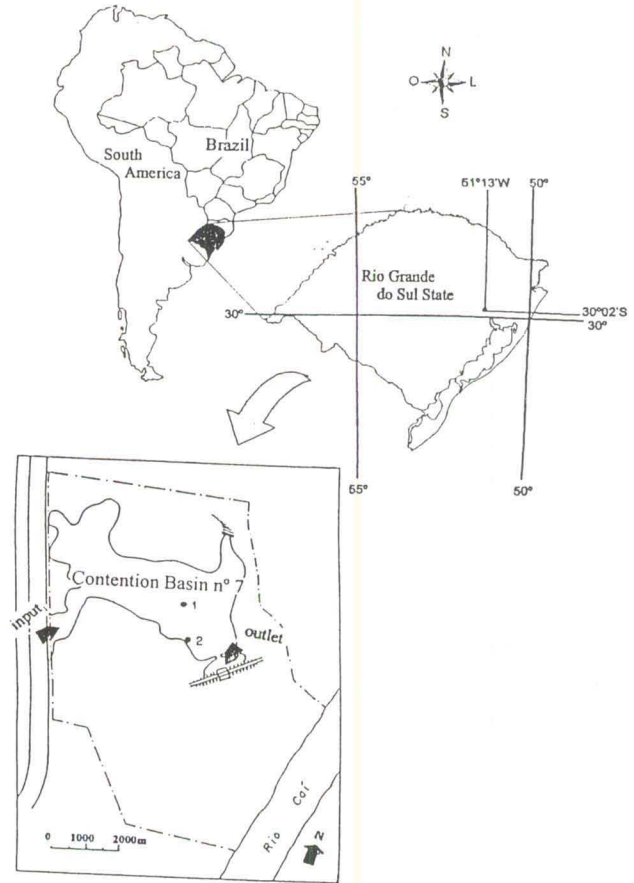 N
O L
S
South
America
Brazil
55°
51°13'W
50°
Rio Grande
do Sul State
30°
30°02'S
30°
55°
50°
Contention Basin nº 7
1
input
2
outlet
Rio Caí
0 1000 2000m
N